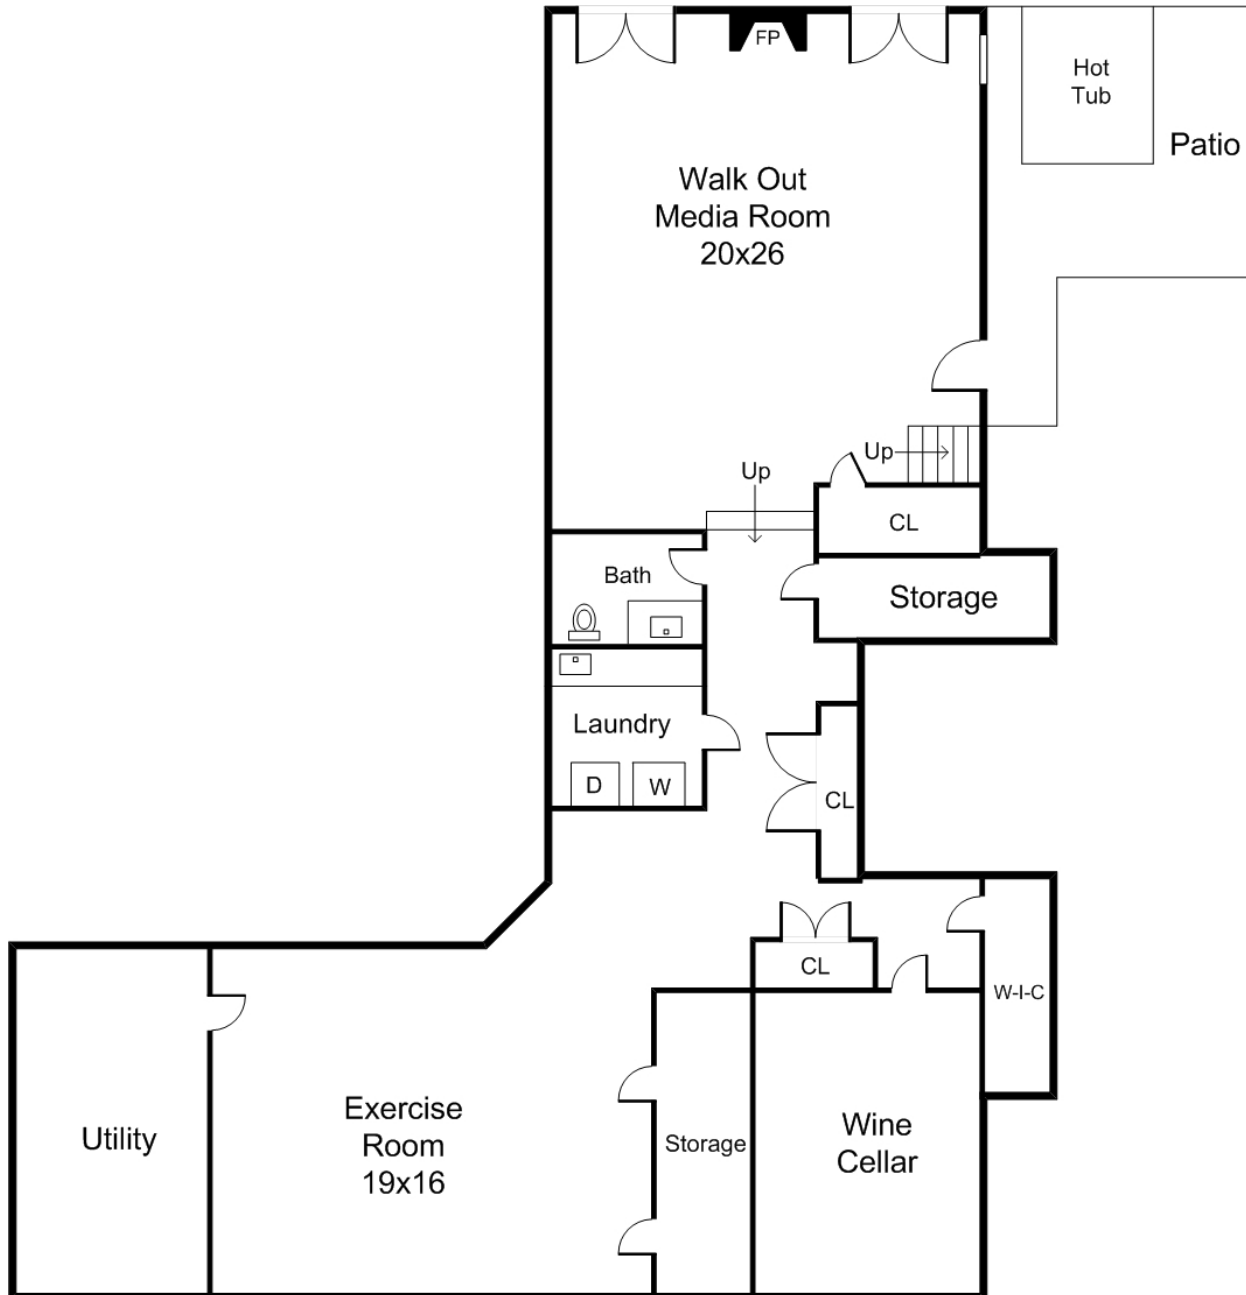 FP
Hot
Tub
Patio
Walk Out
Media Room
20x26
Up
Up
CL
Bath
Storage
Laundry
D
W
CL
CL
W-I-C
Exercise
Room
19x16
Utility
Storage
Wine
Cellar